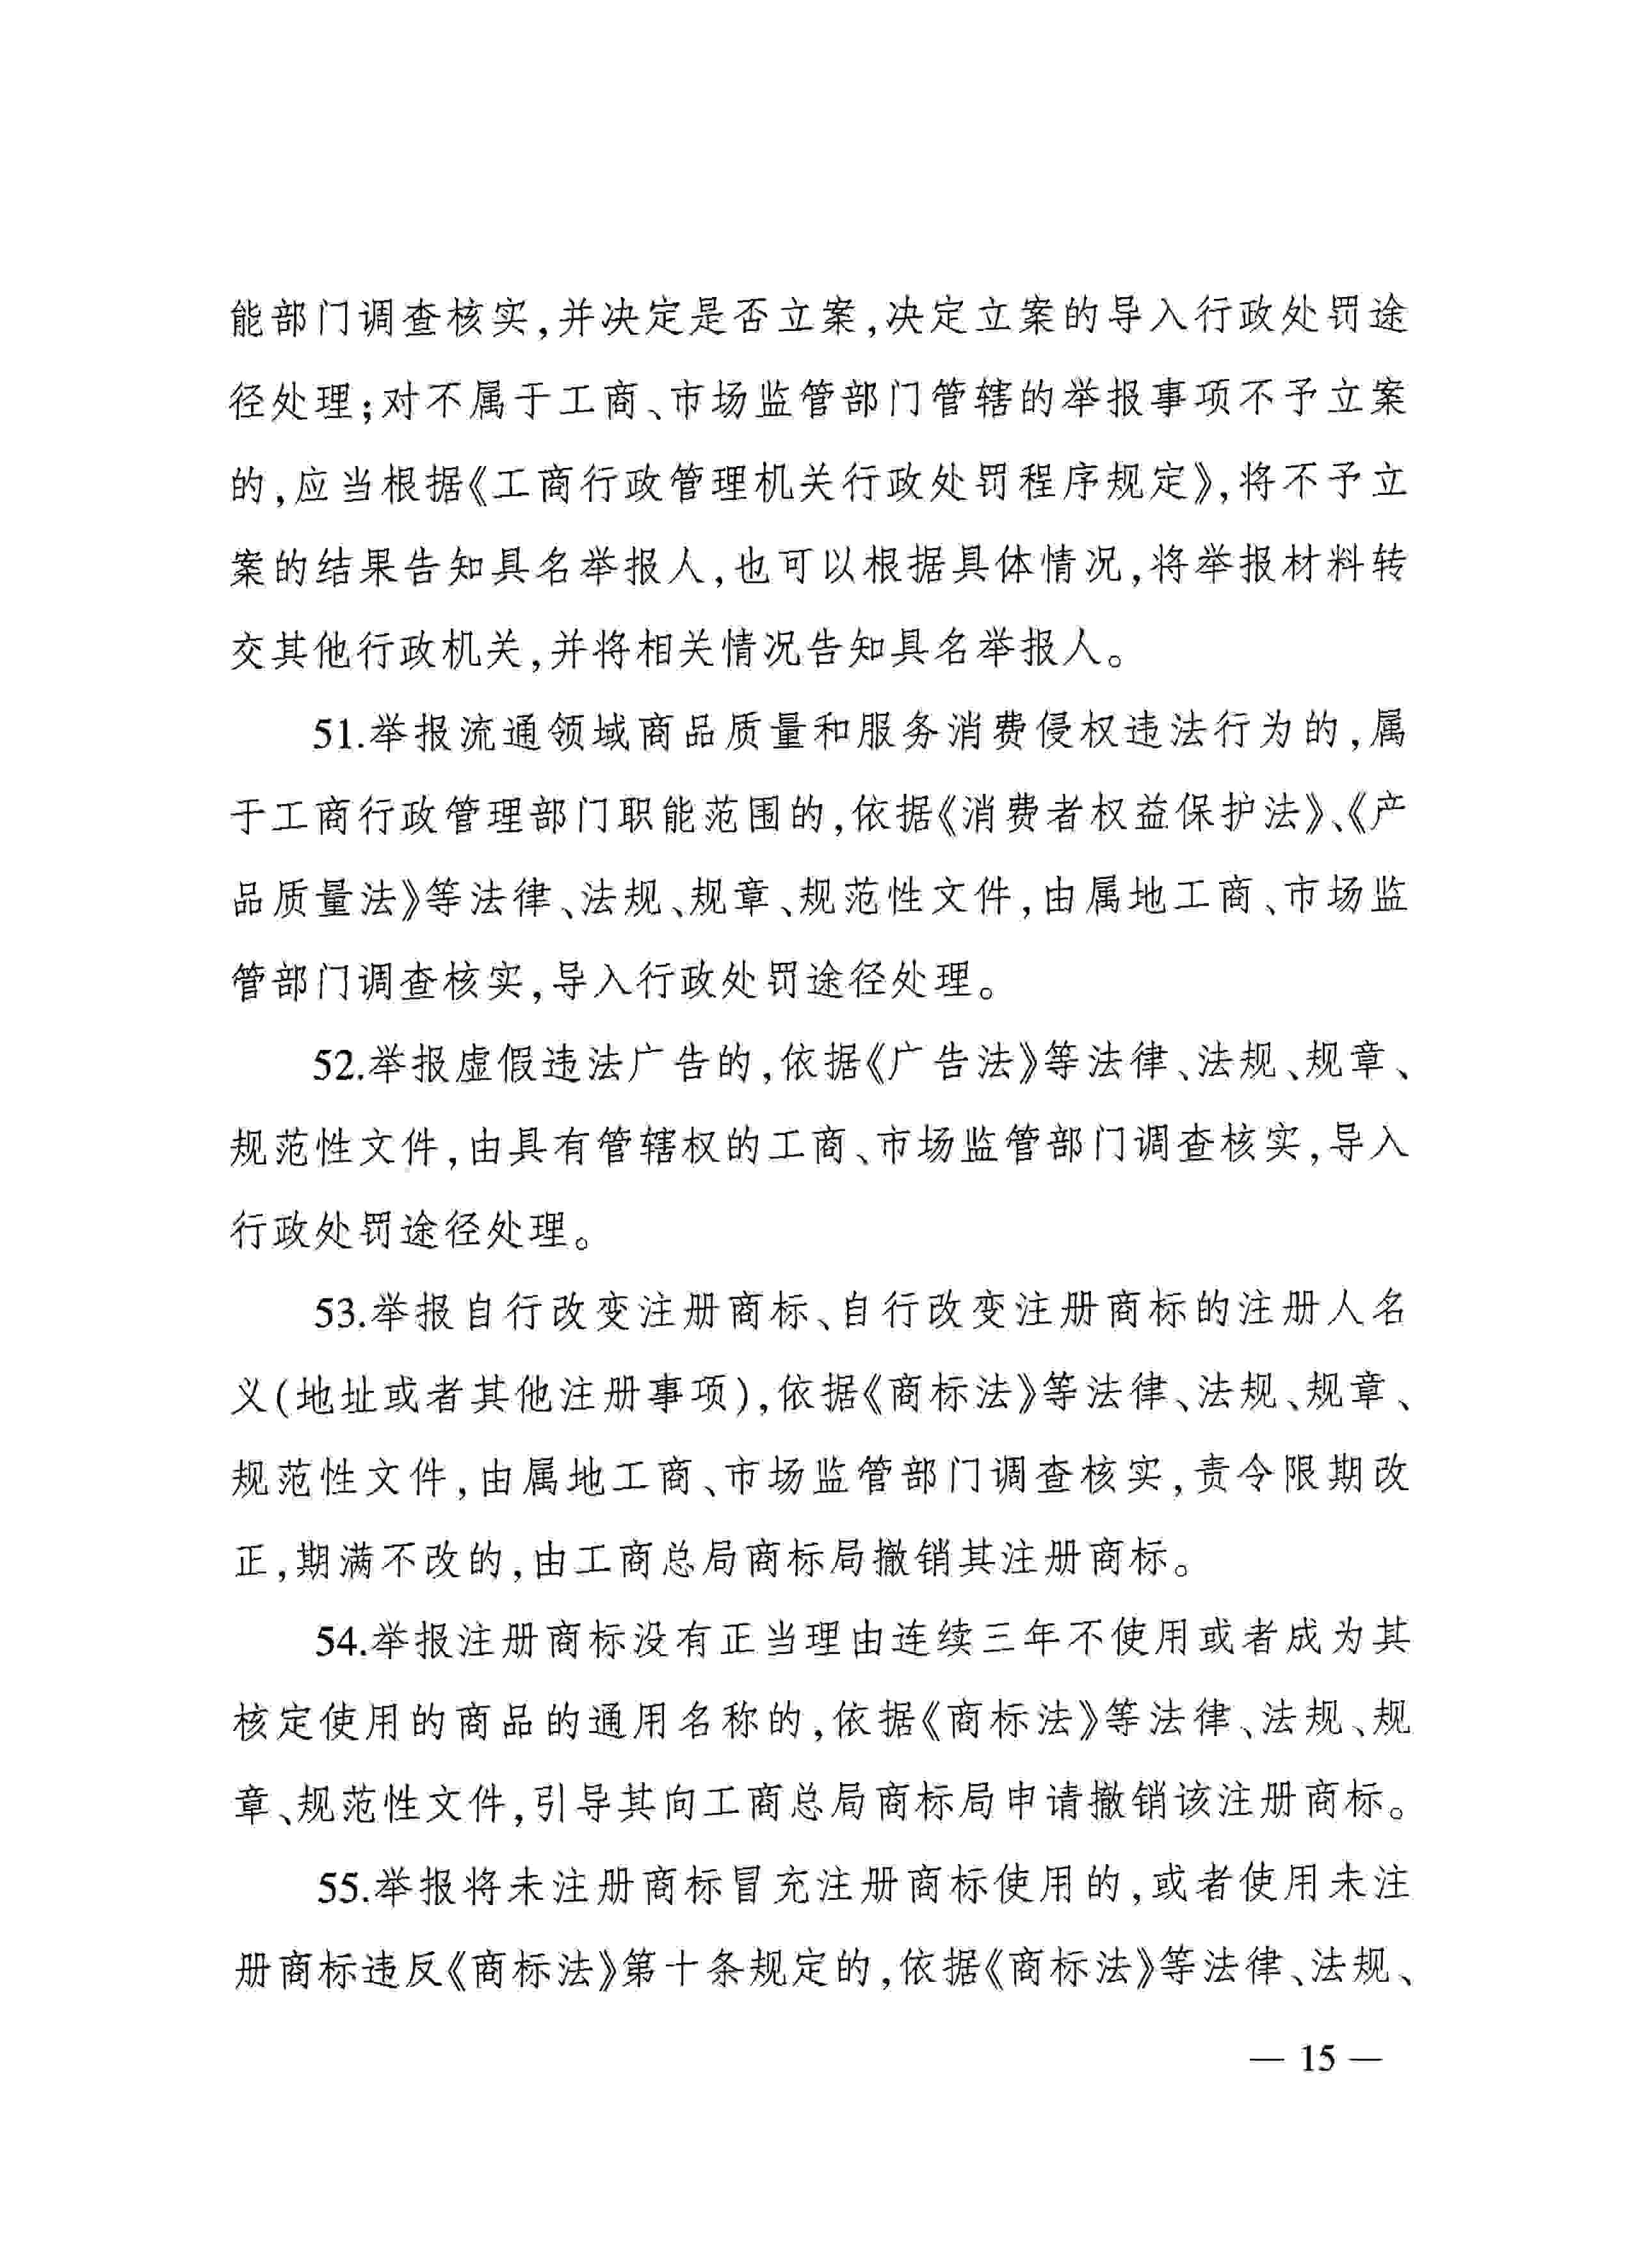 能部门调查核实,并决定是否立案,决定立案的导入行政处罚途
径处理;对不属于工商、市场监管部门管辖的举报事项不予立案
的,应当根据《工商行政管理机关行政处罚程序规定》,将不予立
案的结果告知具名举报人,也可以根据具体情况,将举报材料转
交其他行政机关,并将相关情况告知具名举报人。
51.举报流通领域商品质量和服务消费侵权违法行为的,属
于工商行政管理部门职能范围的,依据《消费者权益保护法》、《产
品质量法》等法律、法规、规章、规范性文件,由属地工商、市场监
管部门调查核实,导入行政处罚途径处理。
52.举报虚假违法广告的,依据《广告法》等法律、法规、规章、
规范性文件,由具有管辖权的工商、市场监管部门调查核实,导入
行政处罚途径处理。
53.举报自行改变注册商标、自行改变注册商标的注册人名
义(地址或者其他注册事项),依据《商标法》等法律、法规、规章、
规范性文件,由属地工商、市场监管部门调查核实,责令限期改
正,期满不改的,由工商总局商标局撤销其注册商标。
54.举报注册商标没有正当理由连续三年不使用或者成为其
核定使用的商品的通用名称的,依据《商标法》等法律、法规、规
章、规范性文件,引导其向工商总局商标局申请撤销该注册商标。
55.举报将未注册商标冒充注册商标使用的,或者使用未注
册商标违反《商标法》第十条规定的,依据《商标法》等法律、法规、
— 15 —